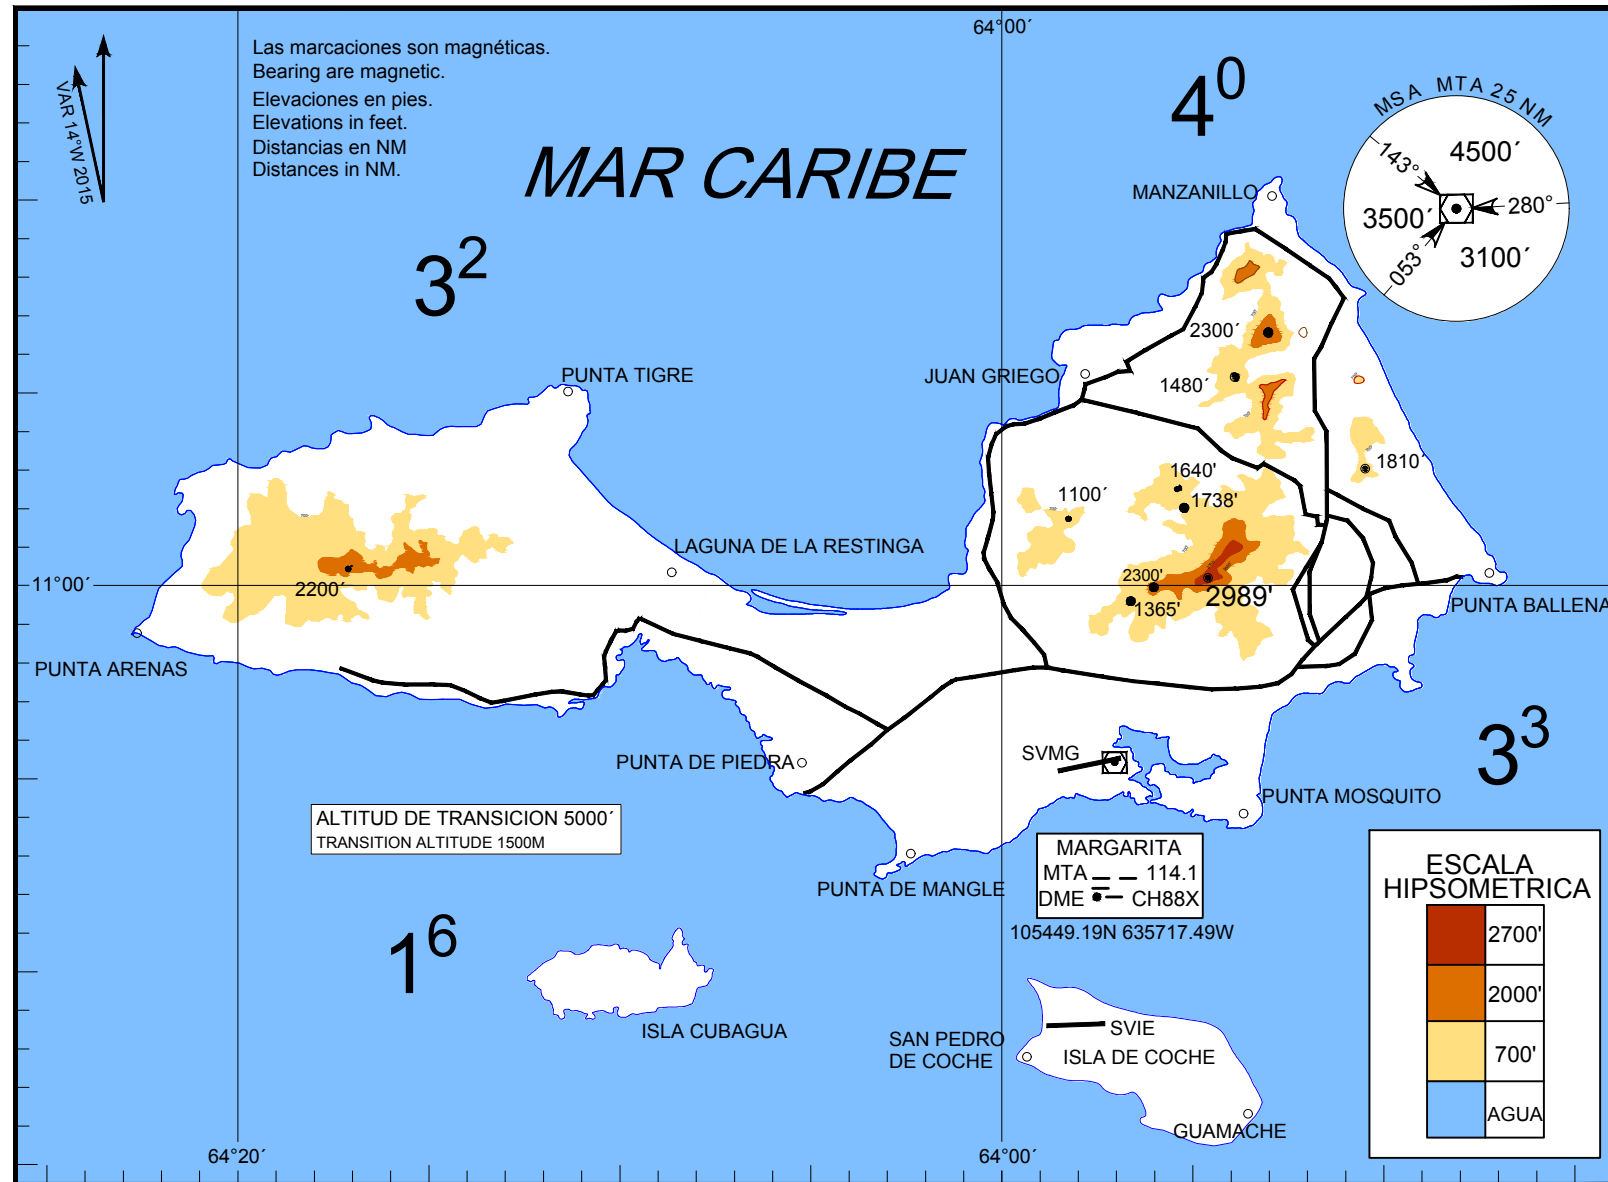 64°00´
Las marcaciones son magnéticas.
Bearing are magnetic.
Elevaciones en pies.
Elevations in feet.
Distancias en NM
Distances in NM.
VAR 14°W 2015
MAR CARIBE
4⁰
MSA MTA 25 NM
143°
4500´
3500´
280°
053°
3100´
MANZANILLO
3²
2300´
PUNTA TIGRE
JUAN GRIEGO
1480´
1810´
1640'
1100´
1738'
LAGUNA DE LA RESTINGA
11°00´
2200´
2300'
2989'
1365'
PUNTA BALLENA
PUNTA ARENAS
3³
SVMG
PUNTA DE PIEDRA
PUNTA MOSQUITO
ALTITUD DE TRANSICION 5000´
TRANSITION ALTITUDE 1500M
MARGARITA
MTA 114.1
DME CH88X
105449.19N 635717.49W
PUNTA DE MANGLE
1⁶
ISLA CUBAGUA
SAN PEDRO
DE COCHE
SVIE
ISLA DE COCHE
GUAMACHE
ESCALA
HIPSOMETRICA
2700'
2000'
700'
AGUA
64°20´
64°00´